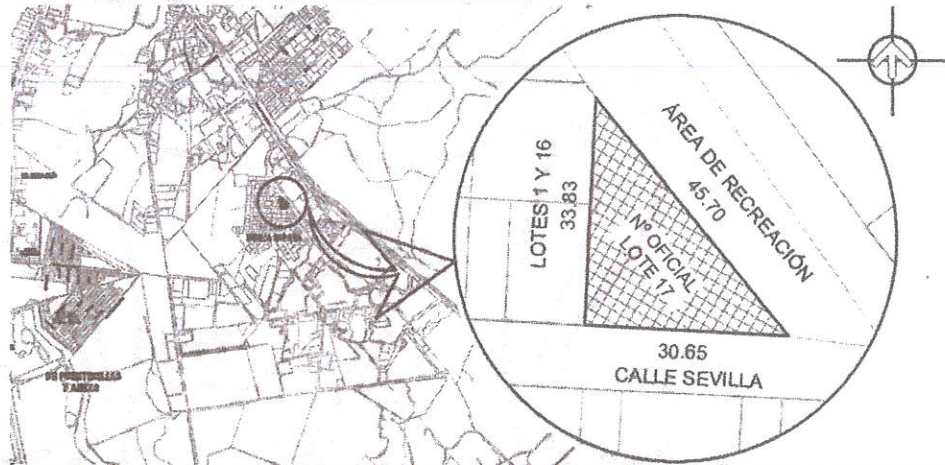 LOTES 1 Y 16
33.83
ÁREA DE RECREACIÓN
45.70
Nº OFICIAL
LOTE 17
30.65
CALLE SEVILLA